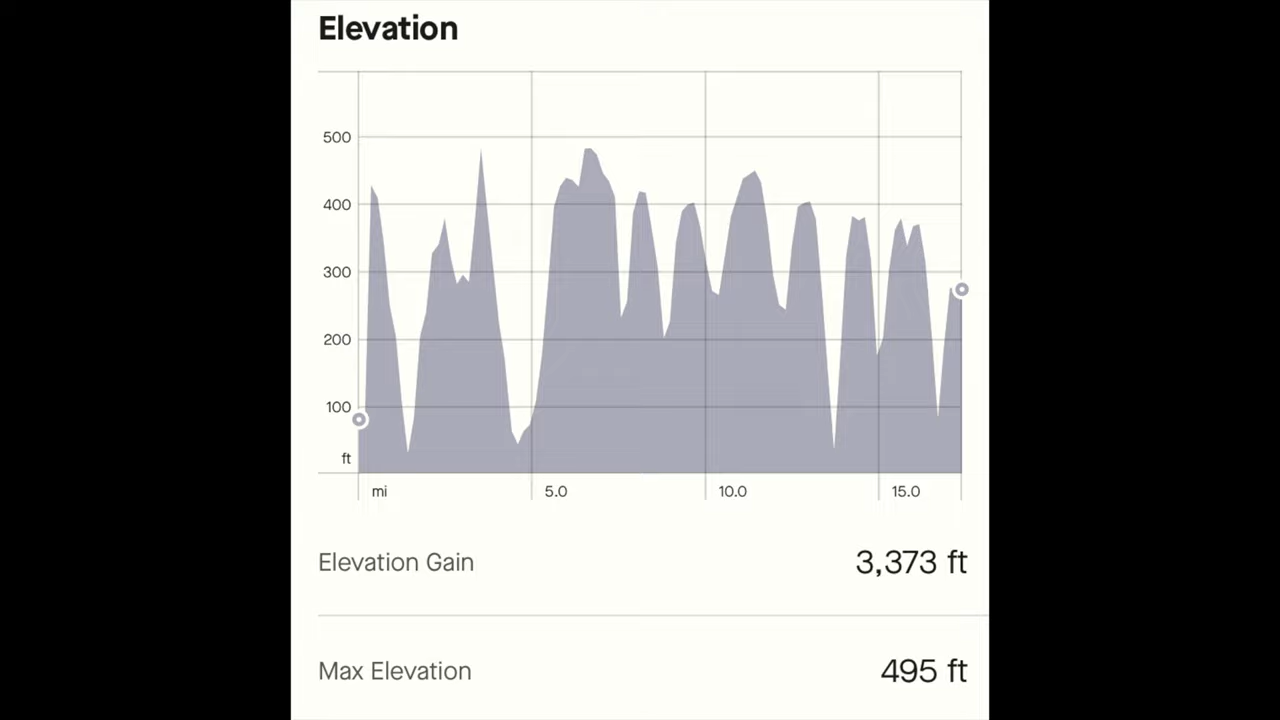 Elevation
500
400
300
200
100
ft
mi 5.0 10.0 15.0
Elevation Gain 3,373 ft
Max Elevation 495 ft